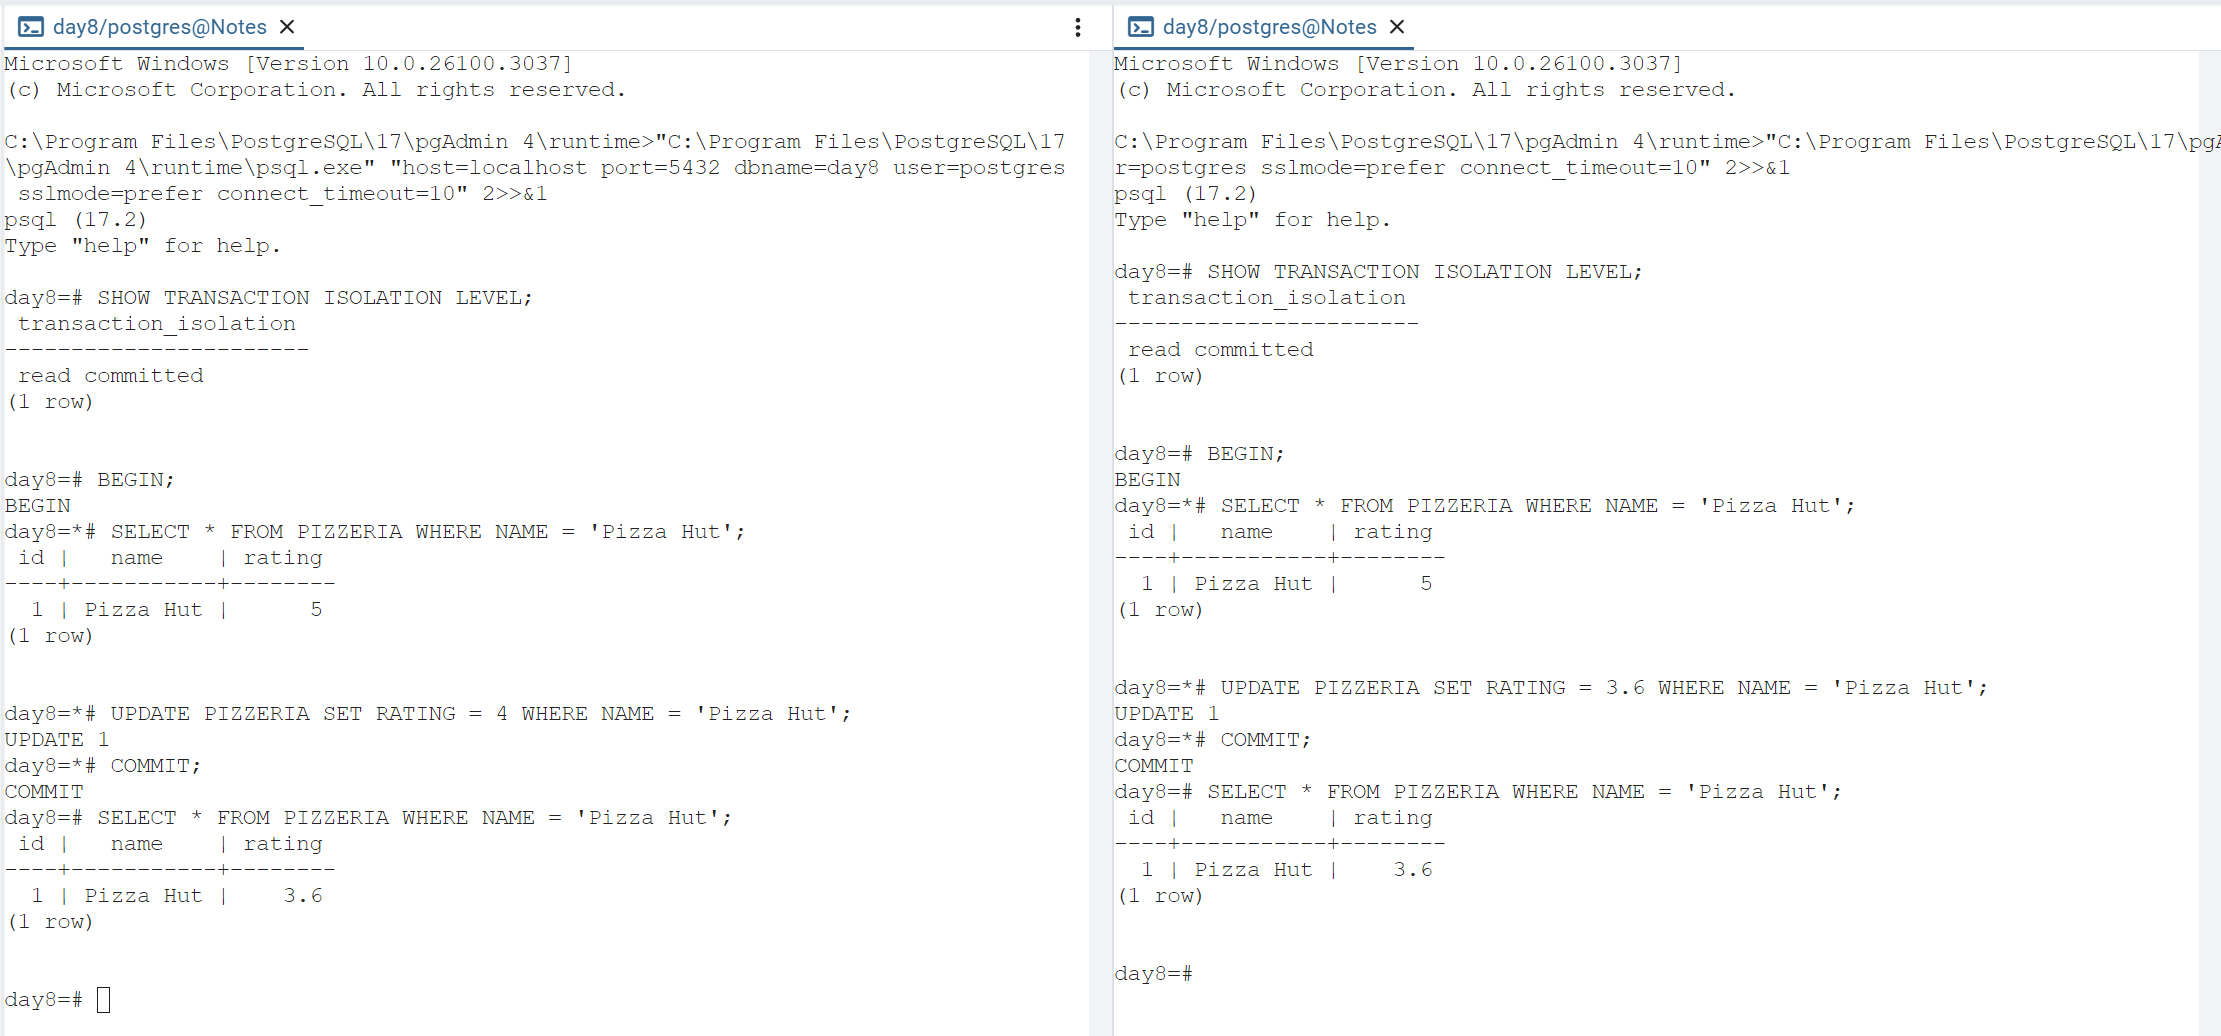 day8/postgres@Notes
Microsoft Windows [Version 10.0.26100.3037]
(c) Microsoft Corporation. All rights reserved.
C:\Program Files\PostgreSQL\17\pgAdmin 4\runtime>"C:\Program Files\PostgreSQL\17
\pgAdmin 4\runtime\psql.exe" "host=localhost port=5432 dbname=day8 user=postgres
 sslmode=prefer connect_timeout=10" 2>>&1
psql (17.2)
Type "help" for help.
day8=# SHOW TRANSACTION ISOLATION LEVEL;
 transaction_isolation
-----------------------
 read committed
(1 row)
day8=# BEGIN;
BEGIN
day8=*# SELECT * FROM PIZZERIA WHERE NAME = 'Pizza Hut';
 id |   name    | rating
----+-----------+--------
  1 | Pizza Hut |      5
(1 row)
day8=*# UPDATE PIZZERIA SET RATING = 4 WHERE NAME = 'Pizza Hut';
UPDATE 1
day8=*# COMMIT;
COMMIT
day8=# SELECT * FROM PIZZERIA WHERE NAME = 'Pizza Hut';
 id |   name    | rating
----+-----------+--------
  1 | Pizza Hut |    3.6
(1 row)
day8=#
day8/postgres@Notes
Microsoft Windows [Version 10.0.26100.3037]
(c) Microsoft Corporation. All rights reserved.
C:\Program Files\PostgreSQL\17\pgAdmin 4\runtime>"C:\Program Files\PostgreSQL\17\pgA
r=postgres sslmode=prefer connect_timeout=10" 2>>&1
psql (17.2)
Type "help" for help.
day8=# SHOW TRANSACTION ISOLATION LEVEL;
 transaction_isolation
-----------------------
 read committed
(1 row)
day8=# BEGIN;
BEGIN
day8=*# SELECT * FROM PIZZERIA WHERE NAME = 'Pizza Hut';
 id |   name    | rating
----+-----------+--------
  1 | Pizza Hut |      5
(1 row)
day8=*# UPDATE PIZZERIA SET RATING = 3.6 WHERE NAME = 'Pizza Hut';
UPDATE 1
day8=*# COMMIT;
COMMIT
day8=# SELECT * FROM PIZZERIA WHERE NAME = 'Pizza Hut';
 id |   name    | rating
----+-----------+--------
  1 | Pizza Hut |    3.6
(1 row)
day8=#